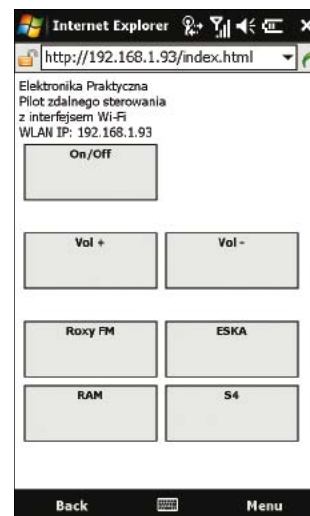 Internet Explorer
http://192.168.1.93/index.html
Elektronika Praktyczna
Pilot zdalnego sterowania
z interfejsem Wi-Fi
WLAN IP: 192.168.1.93
On/Off
Vol + Vol -
Roxy FM ESKA
RAM S4
Back Menu